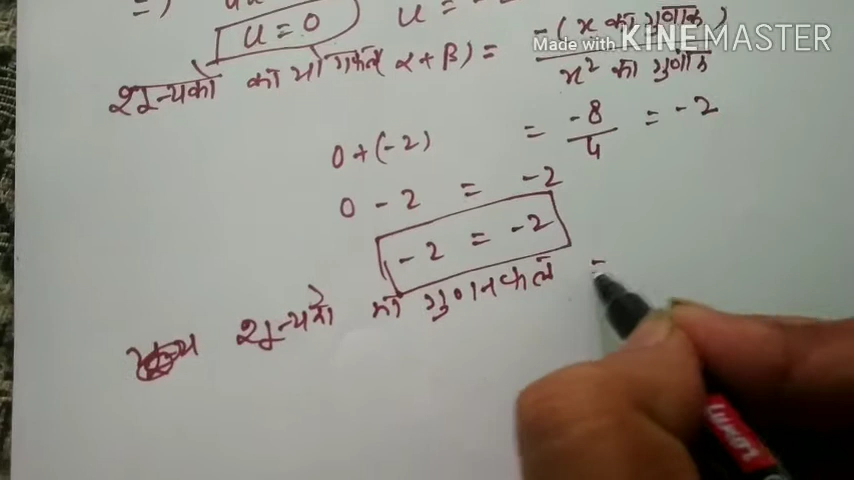 u = 0 u = -
शून्यको का योगफल (α + β) = -(x का गुणांक) / x² का गुणांक
0 + (-2) = -8/4 = -2
0 - 2 = -2
-2 = -2
शून्यको का गुणनफल =
Made with KINEMASTER